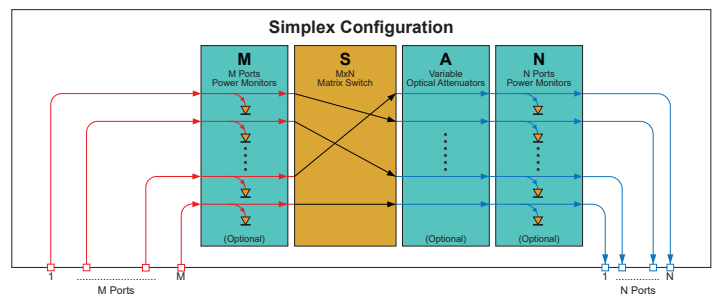 Simplex Configuration
M
M Ports
Power Monitors
(Optional)
S
MxN
Matrix Switch
A
Variable
Optical Attenuators
(Optional)
N
N Ports
Power Monitors
(Optional)
1
M
M Ports
1
N
N Ports